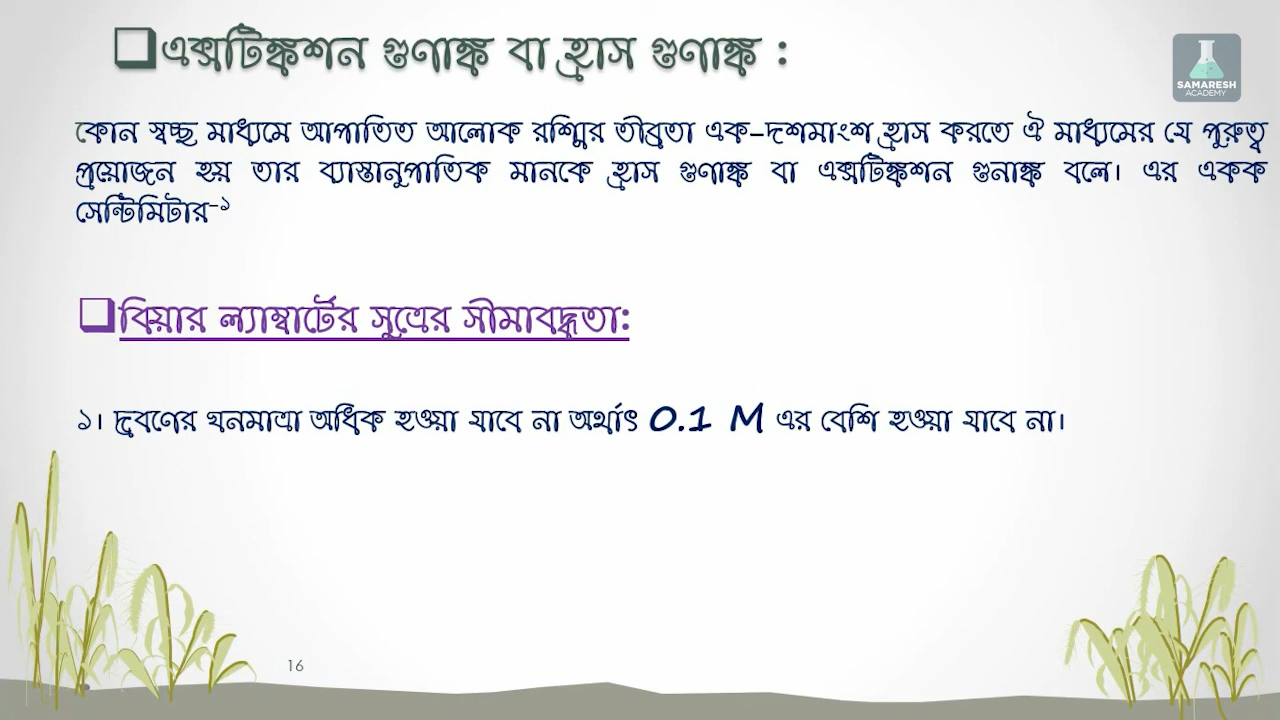 এক্সটিঙ্কশন গুণাঙ্ক বা হ্রাস গুণাঙ্ক :
SAMARESH
ACADEMY
কোন স্বচ্ছ মাধ্যমে আপাতিত আলোক রশ্মির তীব্রতা এক-দশমাংশ হ্রাস করতে ঐ মাধ্যমের যে পুরুত্ব
প্রয়োজন হয় তার ব্যাস্তানুপাতিক মানকে হ্রাস গুণাঙ্ক বা এক্সটিঙ্কশন গুনাঙ্ক বলে। এর একক
সেন্টিমিটার⁻¹
বিয়ার ল্যাম্বার্টের সূত্রের সীমাবদ্ধতা:
১। দ্রবণের ঘনমাত্রা অধিক হওয়া যাবে না অর্থাৎ 0.1 M এর বেশি হওয়া যাবে না।
16